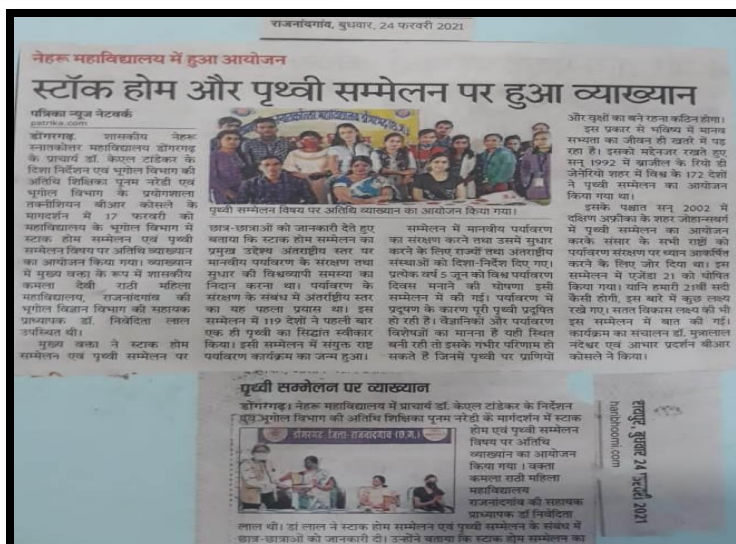 राजनांदगांव, बुधवार, 24 फरवरी 2021
नेहरू महाविद्यालय में हुआ आयोजन
स्टॉक होम और पृथ्वी सम्मेलन पर हुआ व्याख्यान
पत्रिका न्यूज नेटवर्क
patrika.com
डोंगरगढ़. शासकीय नेहरू
स्नातकोत्तर महाविद्यालय डोंगरगढ़
के प्राचार्य डॉ. केएल टांडेकर के
दिशा निर्देशन एवं भूगोल विभाग की
अतिथि शिक्षिका पूनम नरेडी एवं
भूगोल विभाग के प्रयोगशाला
तकनीशियन बीआर कोसले के
मागदर्शन में 17 फरवरी को
महाविद्यालय के भूगोल विभाग में
स्टाक होम सम्मेलन एवं पृथ्वी
सम्मेलन विषय पर अतिथि व्याख्यान
का आयोजन किया गया। व्याख्यान
में मुख्य वक्ता के रूप में शासकीय
कमला देवी राठी महिला
महाविद्यालय, राजनांदगांव की
भूगोल विज्ञान विभाग की सहायक
प्राध्यापक डॉ. निवेदिता लाल
उपस्थित थी।
मुख्य वक्ता ने स्टाक होम
सम्मेलन एवं पृथ्वी सम्मेलन पर
पृथ्वी सम्मेलन विषय पर अतिथि व्याख्यान का आयोजन किया गया।
छात्र-छात्राओं को जानकारी देते हुए
बताया कि स्टाक होम सम्मेलन का
प्रमुख उद्देश्य अंतराष्ट्रीय स्तर पर
मानवीय पर्यावरण संरक्षण तथा
सुधार की विश्वव्यापी समस्या का
निदान करना था। पर्यावरण के
संरक्षण के संबंध में अंतर्राष्ट्रीय स्तर
का यह पहला प्रयास था। इस
सम्मेलन में 119 देशों ने पहली बार
एक ही पृथ्वी का सिद्धांत स्वीकार
किया। इसी सम्मेलन में संयुक्त राष्ट्र
पर्यावरण कार्यक्रम का जन्म हुआ।
सम्मेलन में मानवीय पर्यावरण
का संरक्षण करने तथा उसमे सुधार
करने के लिए राज्यों तथा अंतराष्ट्रीय
संस्थाओं को दिशा-निर्देश दिए गए।
प्रत्येक वर्ष 5 जून को विश्व पर्यावरण
दिवस मनाने की घोषणा इसी
सम्मेलन में की गई। पर्यावरण में
प्रदूषण के कारण पूरी पृथ्वी प्रदूषित
हो रही है। वैज्ञानिकों और पर्यावरण
विशेषज्ञों का मानना है यही स्थिति
बनी रही तो इसके गंभीर परिणाम हो
सकते हैं जिनमें पृथ्वी पर प्राणियों
और वृक्षों का बने रहना कठिन होगा।
इस प्रकार से भविष्य में मानव
सभ्यता का जीवन ही खतरे में पड़
रहा है। इसको मद्देनजर रखते हुए
सन् 1992 में ब्राजील के रियो डी
जेनेरियो शहर में विश्व के 172 देशों
ने पृथ्वी सम्मेलन का आयोजन
किया गया था।
इसके पश्चात सन् 2002 में
दक्षिण अफ्रीका के शहर जोहान्सबर्ग
में पृथ्वी सम्मेलन का आयोजन
करके संसार के सभी राष्ट्रों को
पर्यावरण संरक्षण पर ध्यान आकर्षित
करने के लिए जोर दिया था। इस
सम्मेलन में एजेंडा 21 को घोषित
किया गया। यानि हमारी 21वीं सदी
कैसी होगी, इस बारे में कुछ लक्ष्य
रखे गए। सतत विकास लक्ष्य की भी
इस सम्मेलन में बात की गई।
कार्यक्रम का संचालन डॉ. मुन्नालाल
नंदेश्वर एवं आभार प्रदर्शन बीआर
कोसले ने किया।
पृथ्वी सम्मेलन पर व्याख्यान
डोंगरगढ़। नेहरू महाविद्यालय में प्राचार्य डॉ. केएल टांडेकर के निर्देशन
एवं भूगोल विभाग की अतिथि शिक्षिका पूनम नरेडी के मार्गदर्शन में स्टाक
होम एवं पृथ्वी सम्मेलन
विषय पर अतिथि
व्याख्यान का आयोजन
किया गया। वक्ता
कमला राठी महिला
महाविद्यालय
राजनांदगांव की सहायक
प्राध्यापक डॉ निवेदिता
लाल थी। डॉ लाल ने स्टाक होम सम्मेलन एवं पृथ्वी सम्मेलन के संबंध में
छात्र-छात्राओं को जानकारी दी। उन्होंने बताया कि स्टाक होम सम्मेलन का
डोंगरगढ़, जिला-राजनांदगांव (छ.ग.)
रायपुर, बुधवार 24 फरवरी 2021
haribhoomi.com